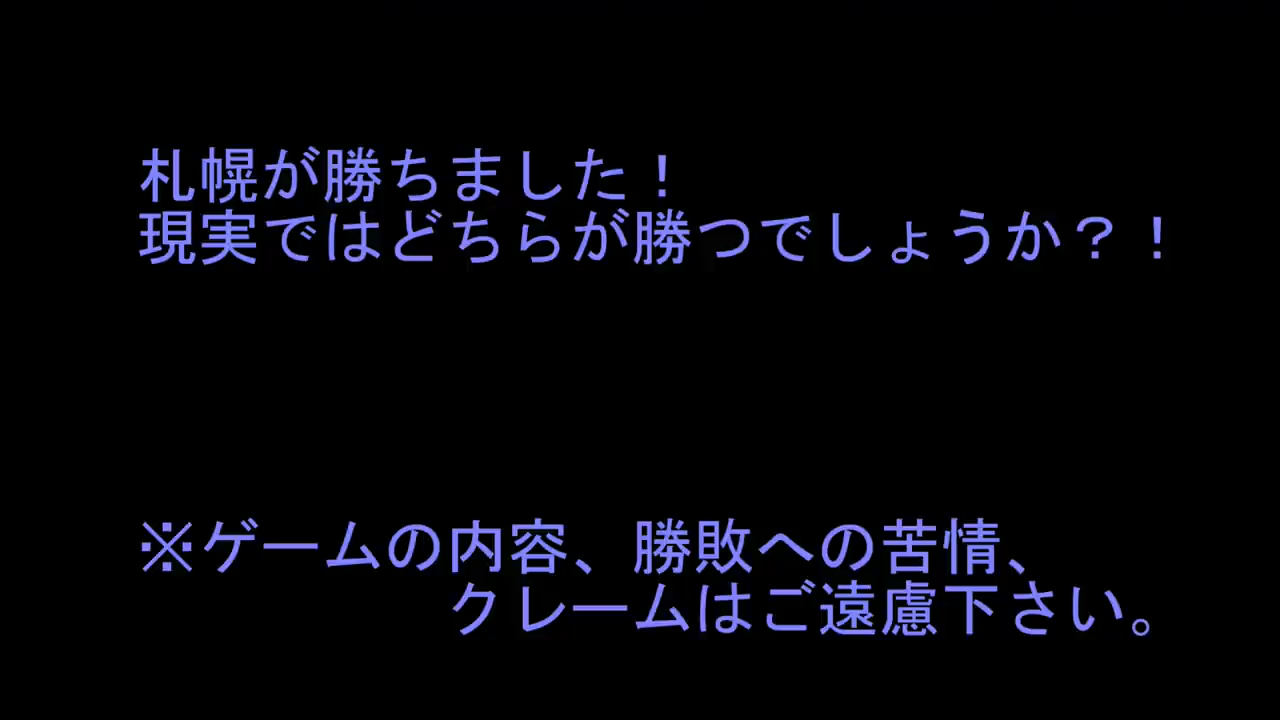 札幌が勝ちました！
現実ではどちらが勝つでしょうか？！
※ゲームの内容、勝敗への苦情、
クレームはご遠慮下さい。